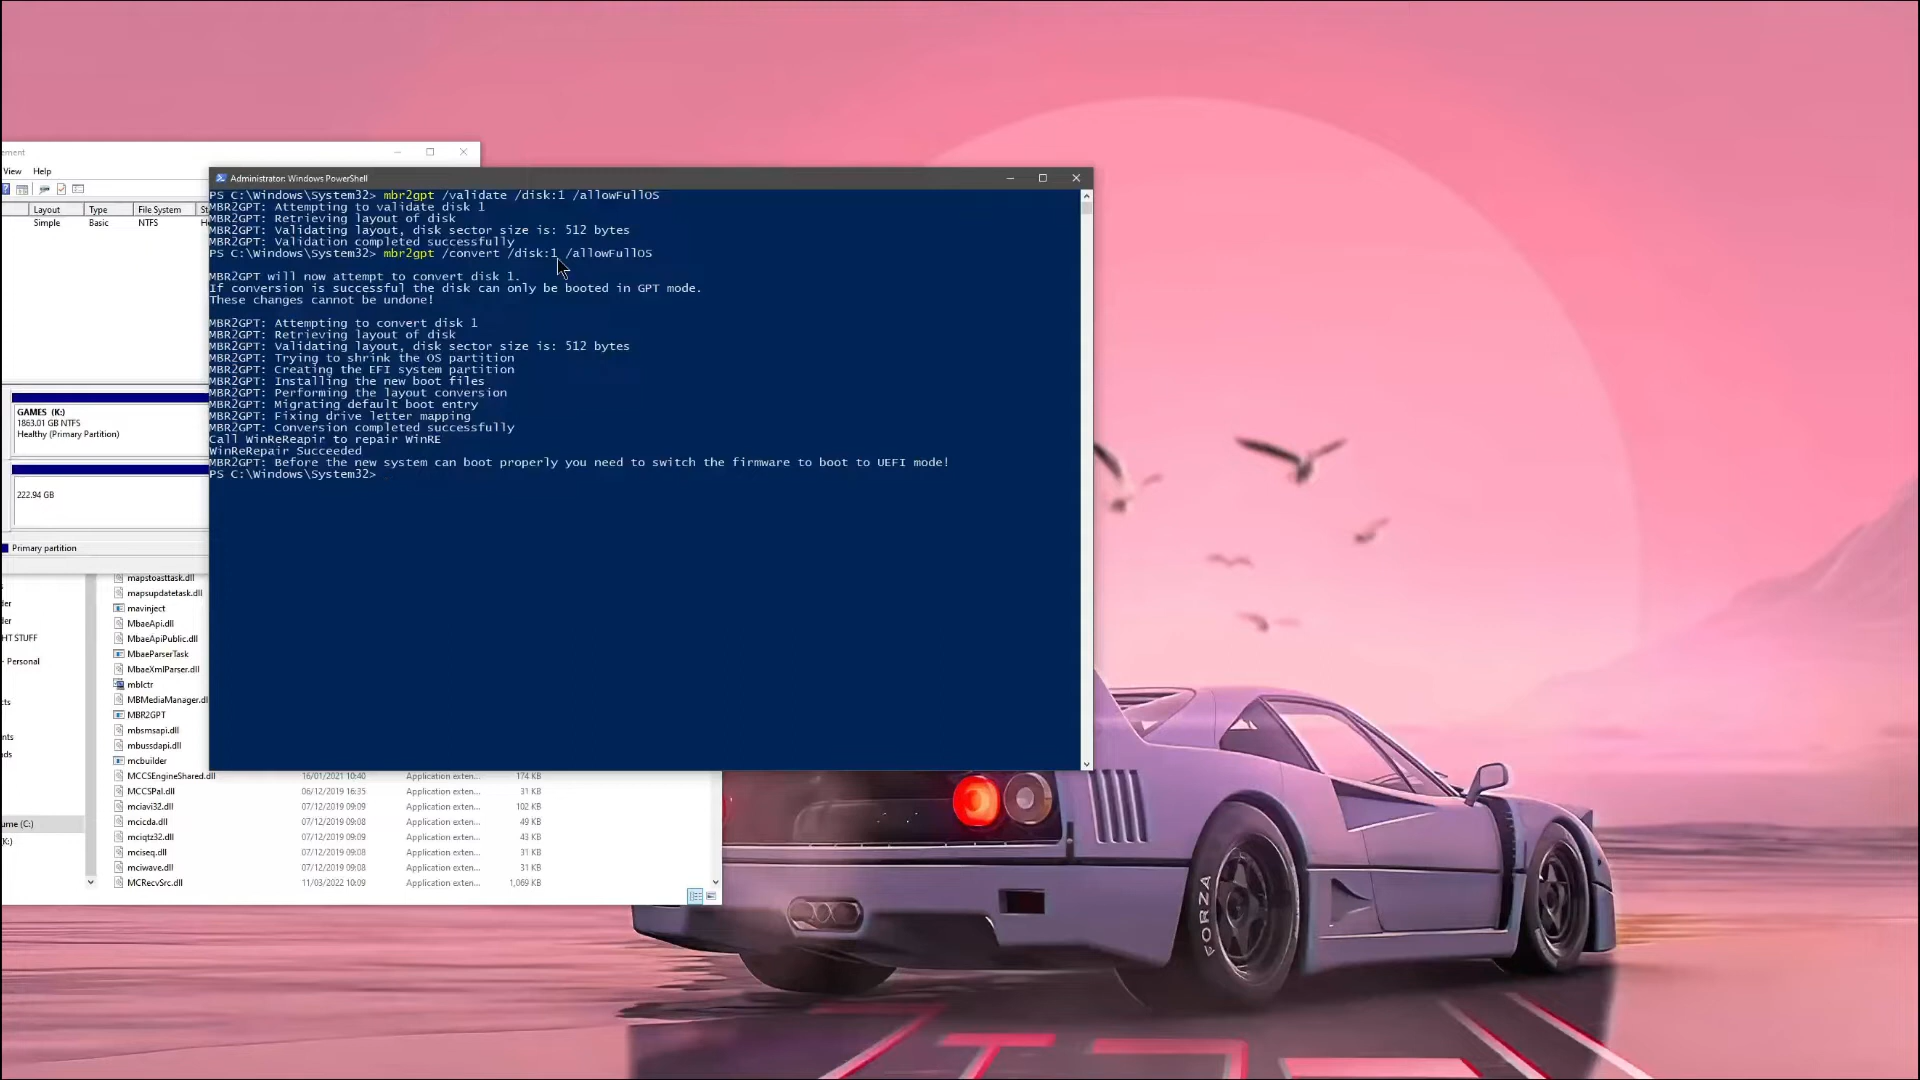 ement
View Help
Layout Type File System St
Simple Basic NTFS He
GAMES (K:)
1863.01 GB NTFS
Healthy (Primary Partition)
222.94 GB
Primary partition
Administrator: Windows PowerShell
PS C:\Windows\System32> mbr2gpt /validate /disk:1 /allowFullOS
MBR2GPT: Attempting to validate disk 1
MBR2GPT: Retrieving layout of disk
MBR2GPT: Validating layout, disk sector size is: 512 bytes
MBR2GPT: Validation completed successfully
PS C:\Windows\System32> mbr2gpt /convert /disk:1 /allowFullOS
MBR2GPT will now attempt to convert disk 1.
If conversion is successful the disk can only be booted in GPT mode.
These changes cannot be undone!
MBR2GPT: Attempting to convert disk 1
MBR2GPT: Retrieving layout of disk
MBR2GPT: Validating layout, disk sector size is: 512 bytes
MBR2GPT: Trying to shrink the OS partition
MBR2GPT: Creating the EFI system partition
MBR2GPT: Installing the new boot files
MBR2GPT: Performing the layout conversion
MBR2GPT: Migrating default boot entry
MBR2GPT: Fixing drive letter mapping
MBR2GPT: Conversion completed successfully
Call WinReReapir to repair WinRE
WinReRepair Succeeded
MBR2GPT: Before the new system can boot properly you need to switch the firmware to boot to UEFI mode!
PS C:\Windows\System32>
der
der
HT STUFF
- Personal
cts
nts
ds
ume (C:)
(K:)
mapstoasttask.dll
mapsupdatetask.dll
mavinject
MbaeApi.dll
MbaeApiPublic.dll
MbaeParserTask
MbaeXmlParser.dll
mblctr
MBMediaManager.dll
MBR2GPT
mbsmsapi.dll
mbussdapi.dll
mcbuilder
MCCSEngineShared.dll 16/01/2021 10:40 Application exten... 174 KB
MCCSPal.dll 06/12/2019 16:35 Application exten... 31 KB
mciavi32.dll 07/12/2019 09:09 Application exten... 102 KB
mcicda.dll 07/12/2019 09:08 Application exten... 49 KB
mciqtz32.dll 07/12/2019 09:09 Application exten... 43 KB
mciseq.dll 07/12/2019 09:08 Application exten... 31 KB
mciwave.dll 07/12/2019 09:08 Application exten... 31 KB
MCRecvSrc.dll 11/03/2022 10:09 Application exten... 1,069 KB
FORZA